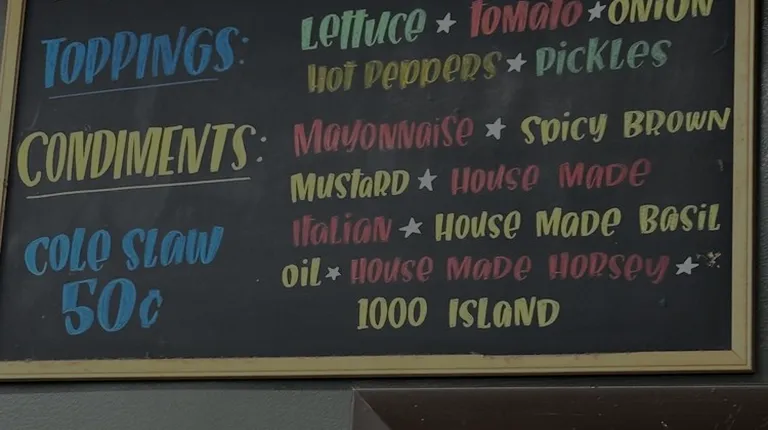 TOPPINGS: Lettuce ★ Tomato ★ ONION
Hot Peppers ★ Pickles
CONDIMENTS: Mayonnaise ★ Spicy Brown
Mustard ★ House Made
Italian ★ House Made Basil
oil ★ House Made Horsey ★
1000 Island
Cole Slaw
50¢